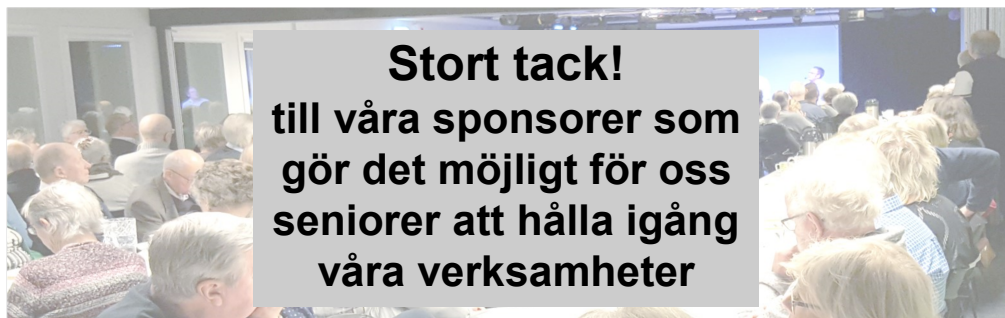 Stort tack!
till våra sponsorer som
gör det möjligt för oss
seniorer att hålla igång
våra verksamheter